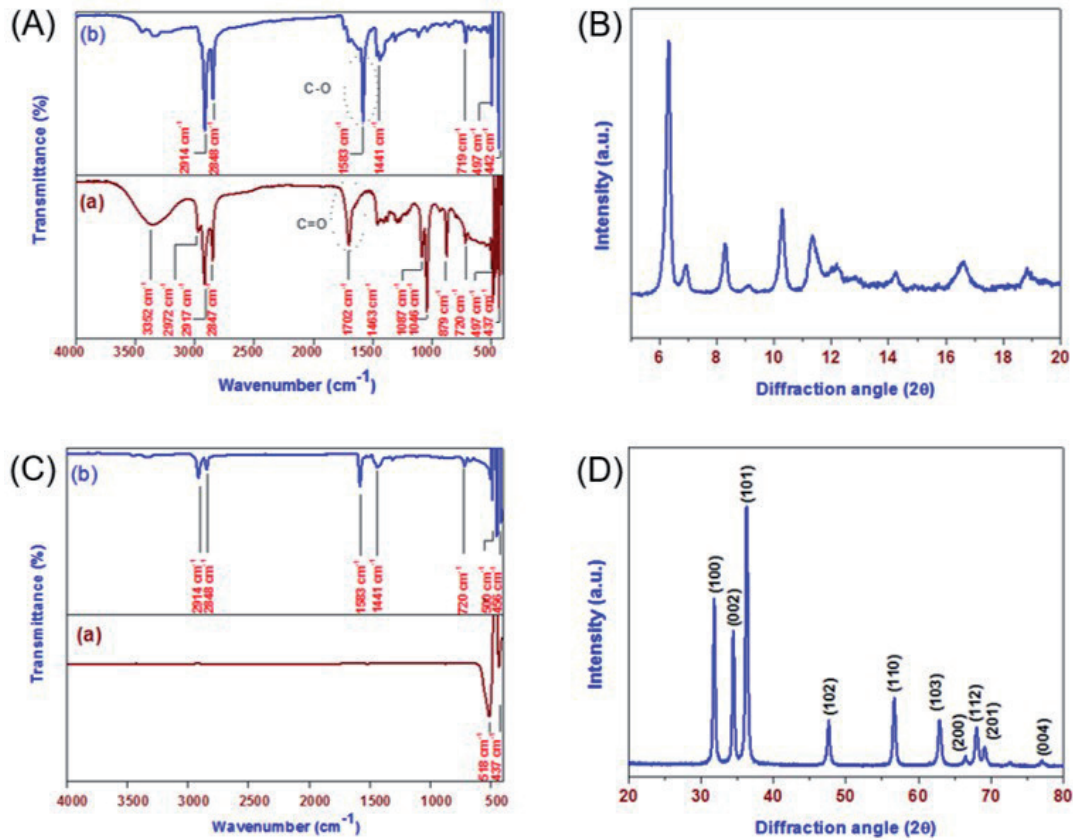 (A)
(b)
C-O
2914 cm⁻¹
2848 cm⁻¹
1583 cm⁻¹
1441 cm⁻¹
719 cm⁻¹
497 cm⁻¹
442 cm⁻¹
(a)
C=O
3352 cm⁻¹
2972 cm⁻¹
2917 cm⁻¹
2847 cm⁻¹
1702 cm⁻¹
1463 cm⁻¹
1087 cm⁻¹
1046 cm⁻¹
879 cm⁻¹
720 cm⁻¹
497 cm⁻¹
437 cm⁻¹
Transmittance (%)
4000 3500 3000 2500 2000 1500 1000 500
Wavenumber (cm⁻¹)
(B)
Intensity (a.u.)
6 8 10 12 14 16 18 20
Diffraction angle (2θ)
(C)
(b)
2914 cm⁻¹
2848 cm⁻¹
1583 cm⁻¹
1441 cm⁻¹
720 cm⁻¹
500 cm⁻¹
456 cm⁻¹
(a)
518 cm⁻¹
437 cm⁻¹
Transmittance (%)
4000 3500 3000 2500 2000 1500 1000 500
Wavenumber (cm⁻¹)
(D)
(100)
(002)
(101)
(102)
(110)
(103)
(200)
(112)
(201)
(004)
Intensity (a.u.)
20 30 40 50 60 70 80
Diffraction angle (2θ)